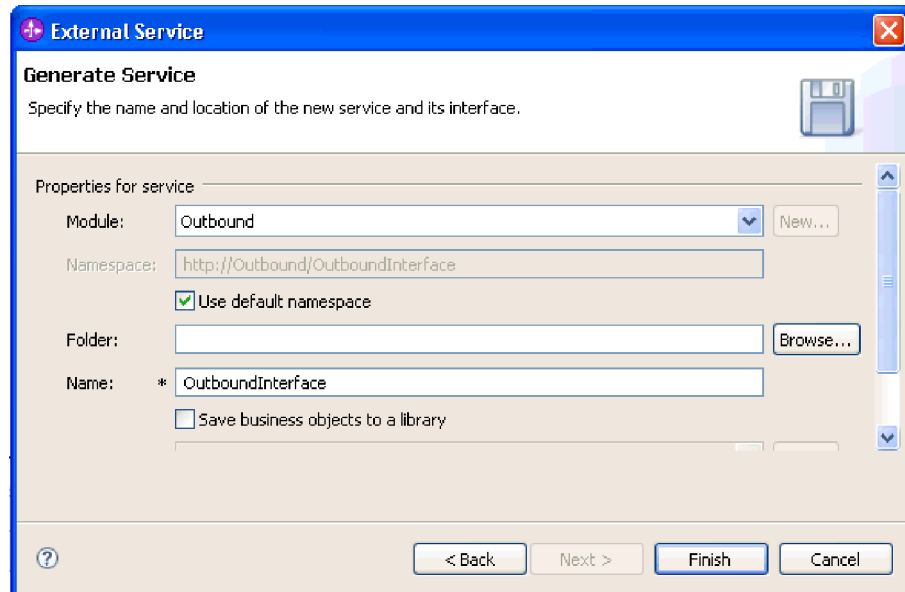 External Service
Generate Service
Specify the name and location of the new service and its interface.
Properties for service
Module: Outbound New...
Namespace: http://Outbound/OutboundInterface
Use default namespace
Folder: Browse...
Name: * OutboundInterface
Save business objects to a library
? < Back Next > Finish Cancel